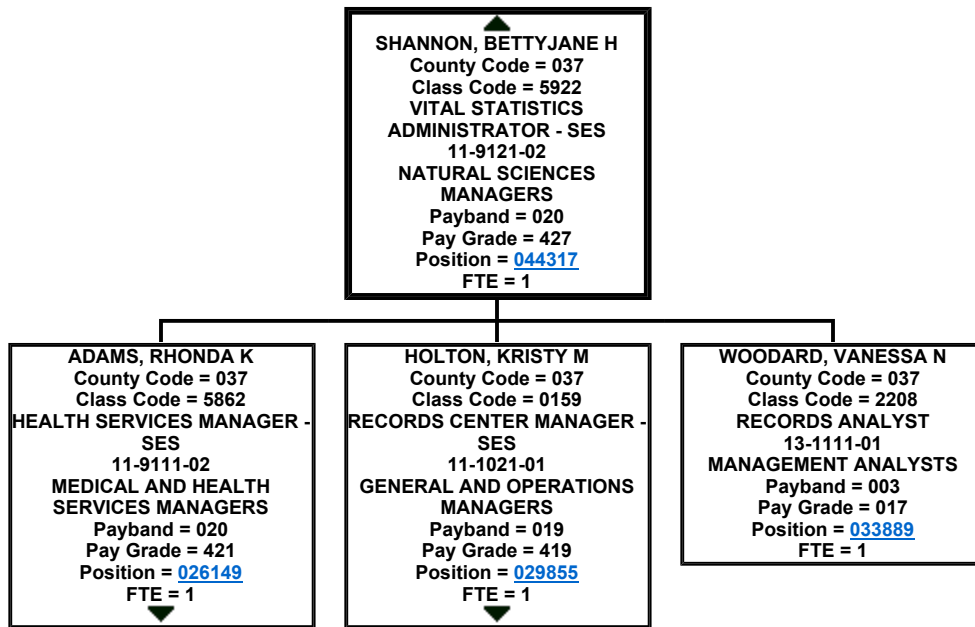 SHANNON, BETTYJANE H
County Code = 037
Class Code = 5922
VITAL STATISTICS
ADMINISTRATOR - SES
11-9121-02
NATURAL SCIENCES
MANAGERS
Payband = 020
Pay Grade = 427
Position = 044317
FTE = 1
ADAMS, RHONDA K
County Code = 037
Class Code = 5862
HEALTH SERVICES MANAGER -
SES
11-9111-02
MEDICAL AND HEALTH
SERVICES MANAGERS
Payband = 020
Pay Grade = 421
Position = 026149
FTE = 1
HOLTON, KRISTY M
County Code = 037
Class Code = 0159
RECORDS CENTER MANAGER -
SES
11-1021-01
GENERAL AND OPERATIONS
MANAGERS
Payband = 019
Pay Grade = 419
Position = 029855
FTE = 1
WOODARD, VANESSA N
County Code = 037
Class Code = 2208
RECORDS ANALYST
13-1111-01
MANAGEMENT ANALYSTS
Payband = 003
Pay Grade = 017
Position = 033889
FTE = 1